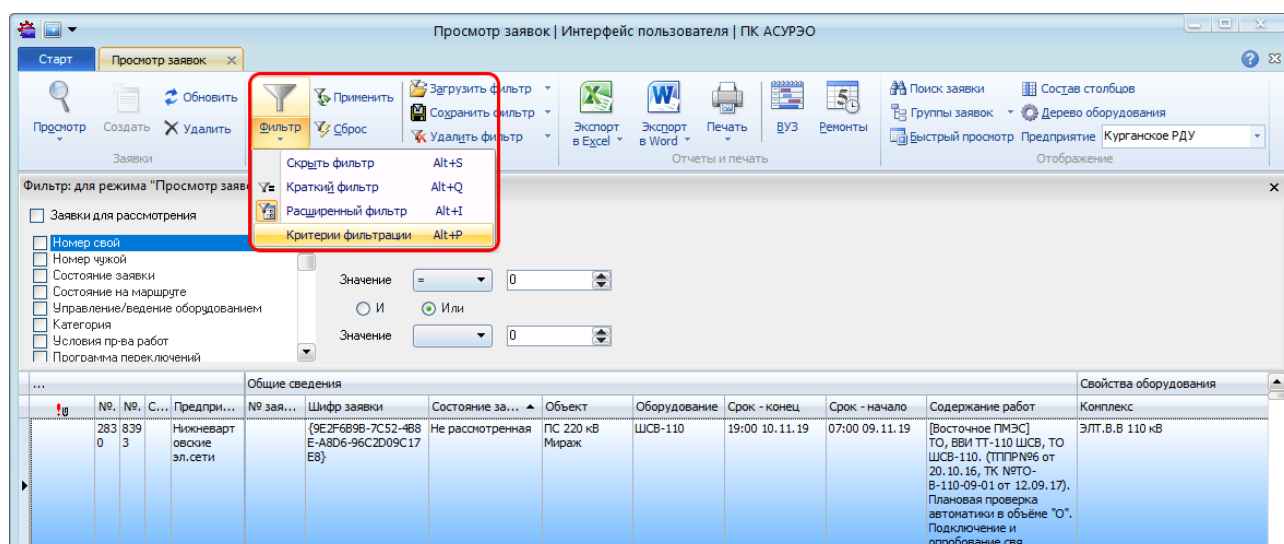 Просмотр заявок | Интерфейс пользователя | ПК АСУРЭО
Старт Просмотр заявок
Просмотр Создать Обновить Удалить
Заявки
Фильтр Применить Сброс
Загрузить фильтр
Сохранить фильтр
Удалить фильтр
Экспорт в Excel Экспорт в Word Печать ВУЗ Ремонты
Отчеты и печать
Поиск заявки Состав столбцов
Группы заявок Дерево оборудования
Быстрый просмотр Предприятие Курганское РДУ
Отображение
Скрыть фильтр Alt+S
Краткий фильтр Alt+Q
Расширенный фильтр Alt+I
Критерии фильтрации Alt+P
Фильтр: для режима "Просмотр заяв
Заявки для рассмотрения
Номер свой
Номер чужой
Состояние заявки
Состояние на маршруте
Управление/ведение оборудованием
Категория
Условия пр-ва работ
Программа переключений
Значение = 0
И Или
Значение 0
... Общие сведения Свойства оборудования
№. №. С... Предпри... № зая... Шифр заявки Состояние за... Объект Оборудование Срок - конец Срок - начало Содержание работ Комплекс
283 839 Нижневарт {9E2F6B9B-7C52-4B8 Не рассмотренная ПС 220 кВ ШСВ-110 19:00 10.11.19 07:00 09.11.19 [Восточное ПМЭС] ЭЛТ.В.В 110 кВ
0 3 овские E-A8D6-96C2D09C17 Мираж ТО, ВВИ ТТ-110 ШСВ, ТО
эл.сети E8} ШСВ-110. (ТППР№6 от
20.10.16, ТК №ТО-
В-110-09-01 от 12.09.17).
Плановая проверка
автоматики в объёме "О".
Подключение и
опробование свя